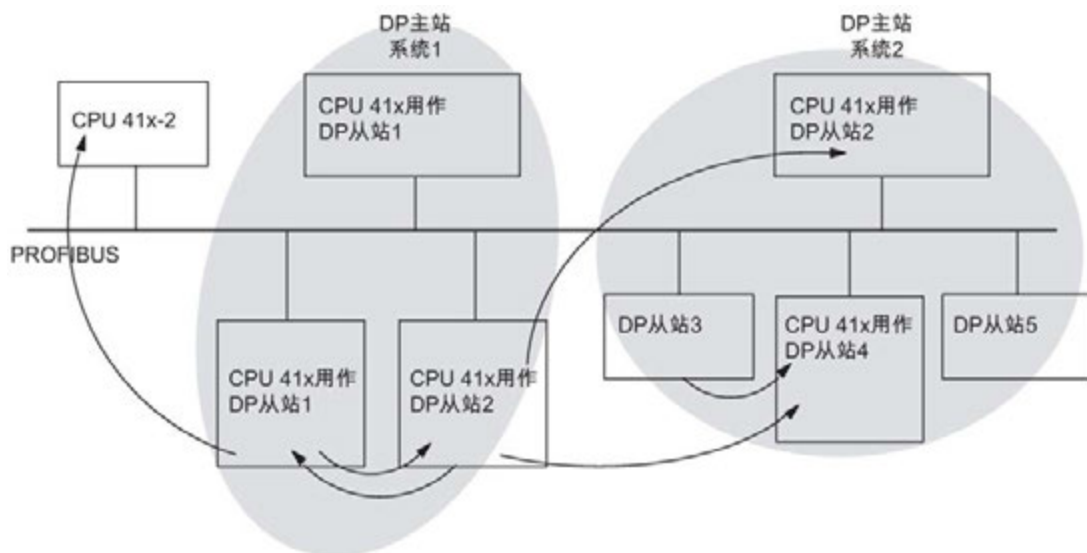 DP主站
系统1
DP主站
系统2
CPU 41x-2
CPU 41x用作
DP从站1
CPU 41x用作
DP从站2
PROFIBUS
CPU 41x用作
DP从站1
CPU 41x用作
DP从站2
DP从站3
CPU 41x用作
DP从站4
DP从站5